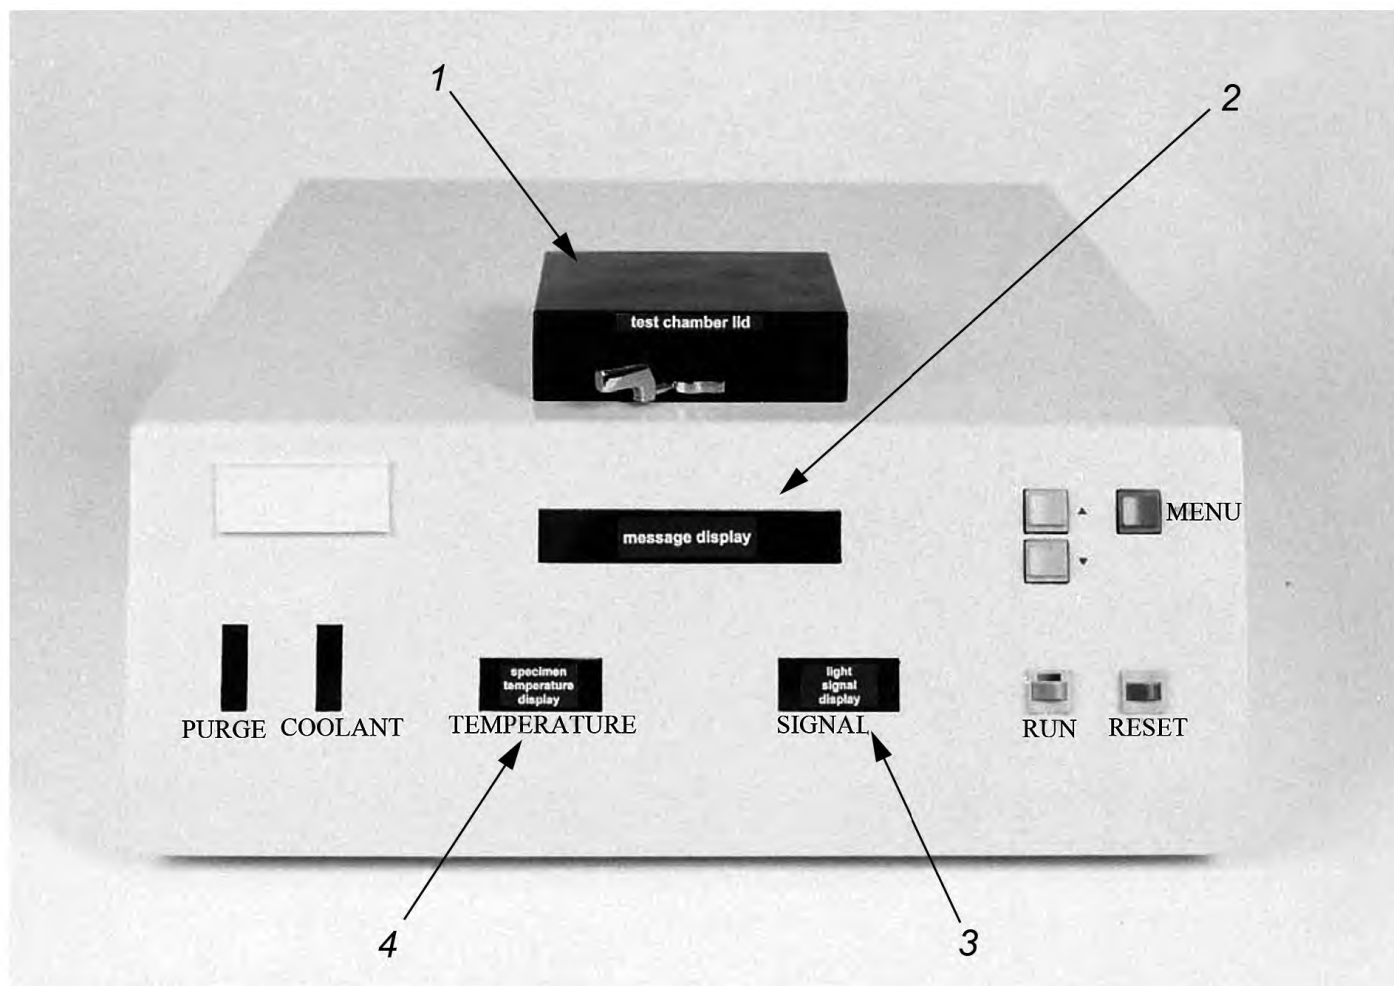 1
2
test chamber lid
message display
▲
MENU
▼
specimen
temperature
display
light
signal
display
PURGE
COOLANT
TEMPERATURE
SIGNAL
RUN
RESET
4
3